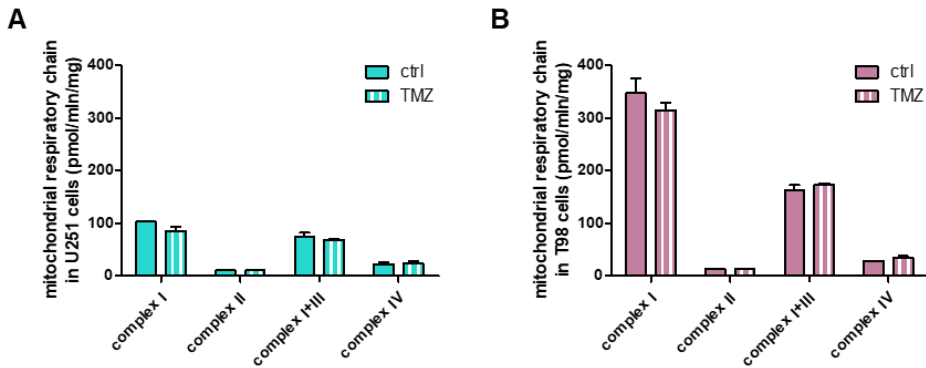 A
mitochondrial respiratory chain
in U251 cells (pmol/mln/mg)
400
300
200
100
0
ctrl
TMZ
complex I
complex II
complex I+III
complex IV
B
mitochondrial respiratory chain
in T98 cells (pmol/mln/mg)
400
300
200
100
0
ctrl
TMZ
complex I
complex II
complex I+III
complex IV